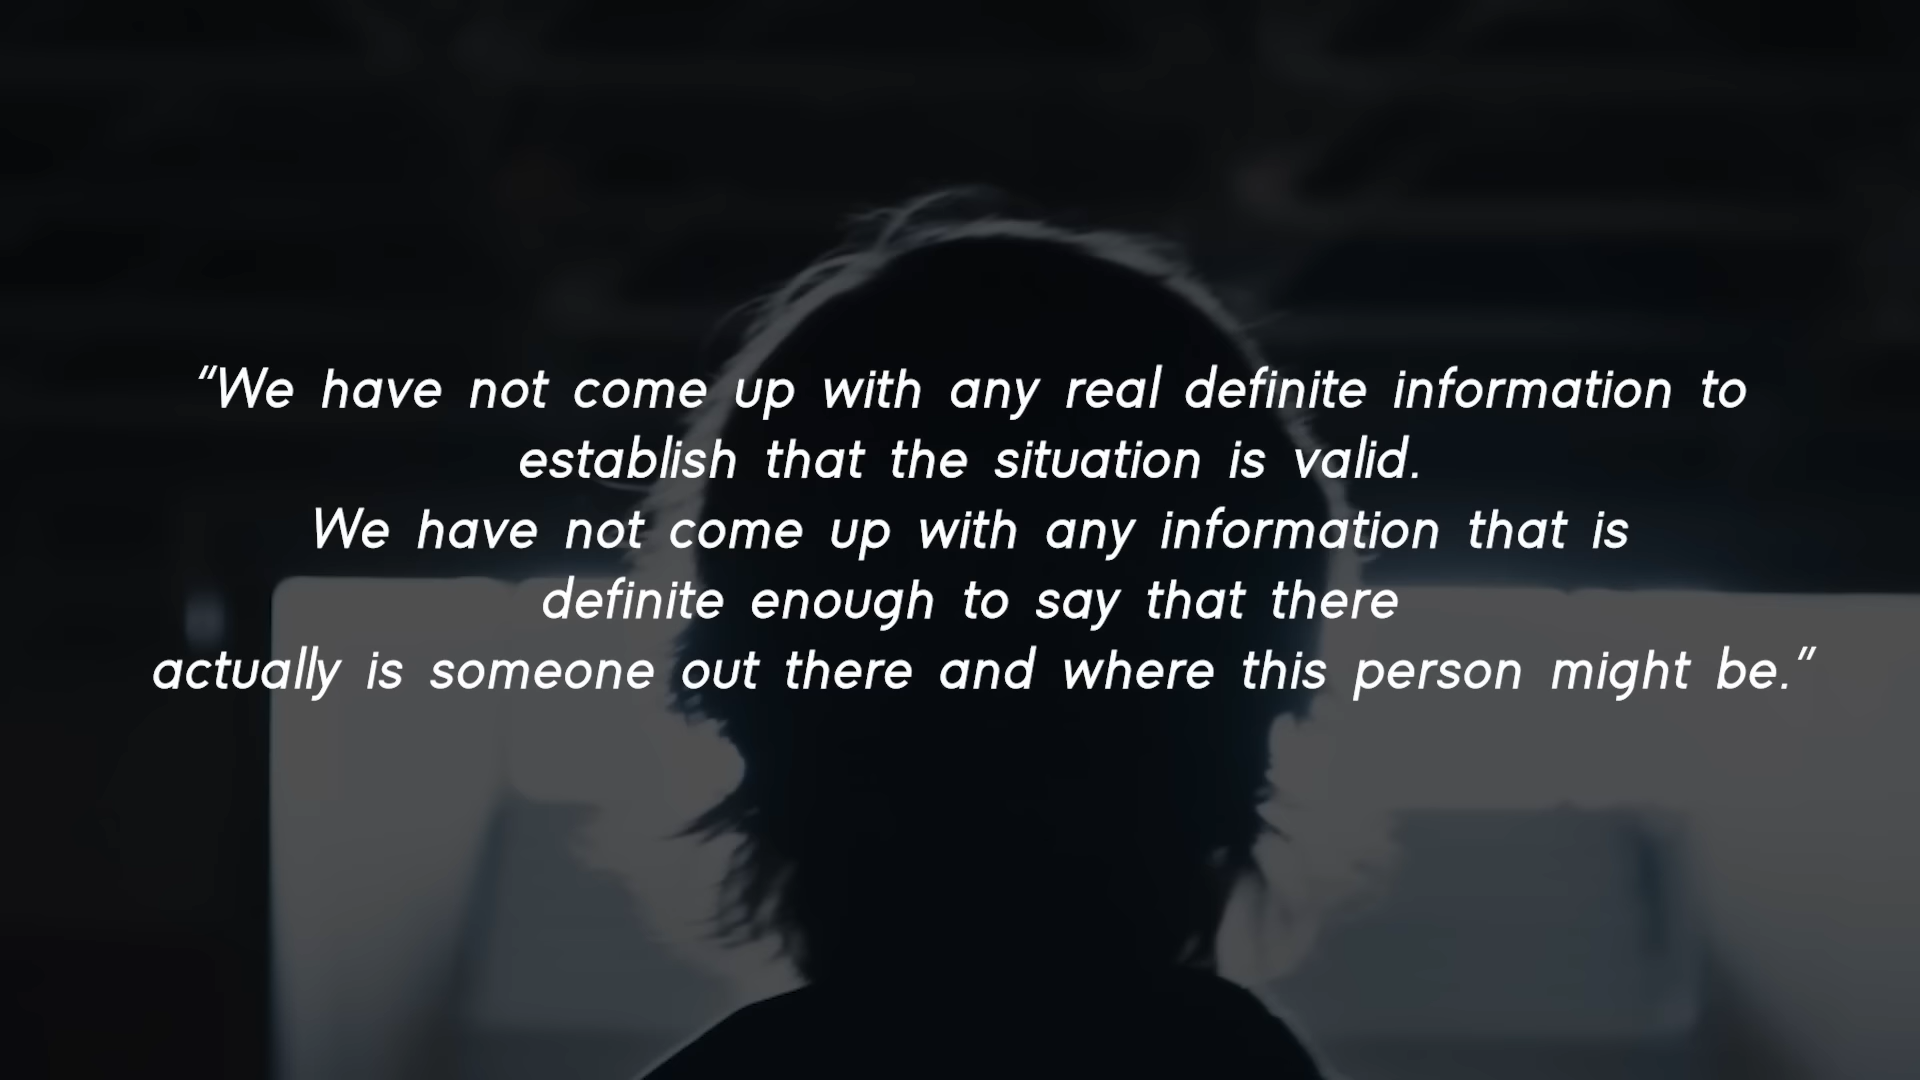 "We have not come up with any real definite information to
establish that the situation is valid.
We have not come up with any information that is
definite enough to say that there
actually is someone out there and where this person might be."